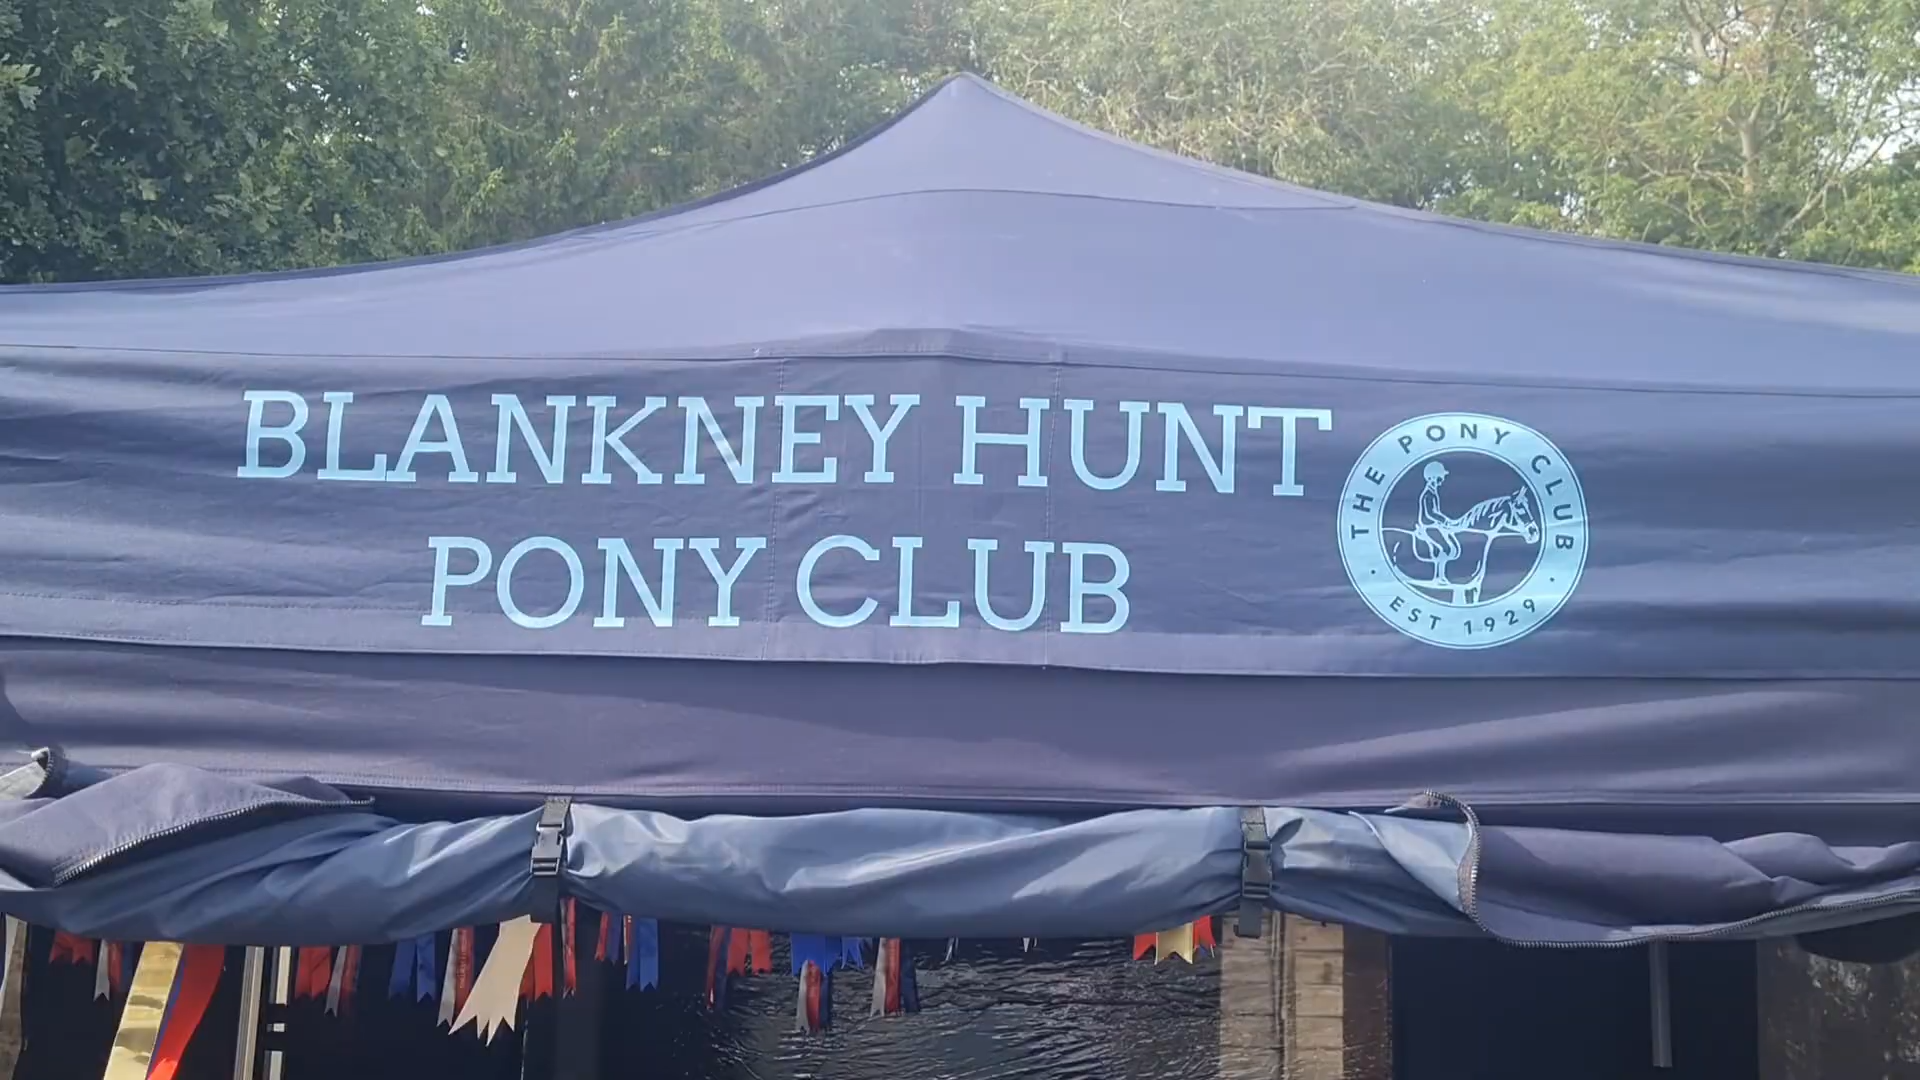 BLANKNEY HUNT
PONY CLUB
THE PONY CLUB
· EST 1929 ·